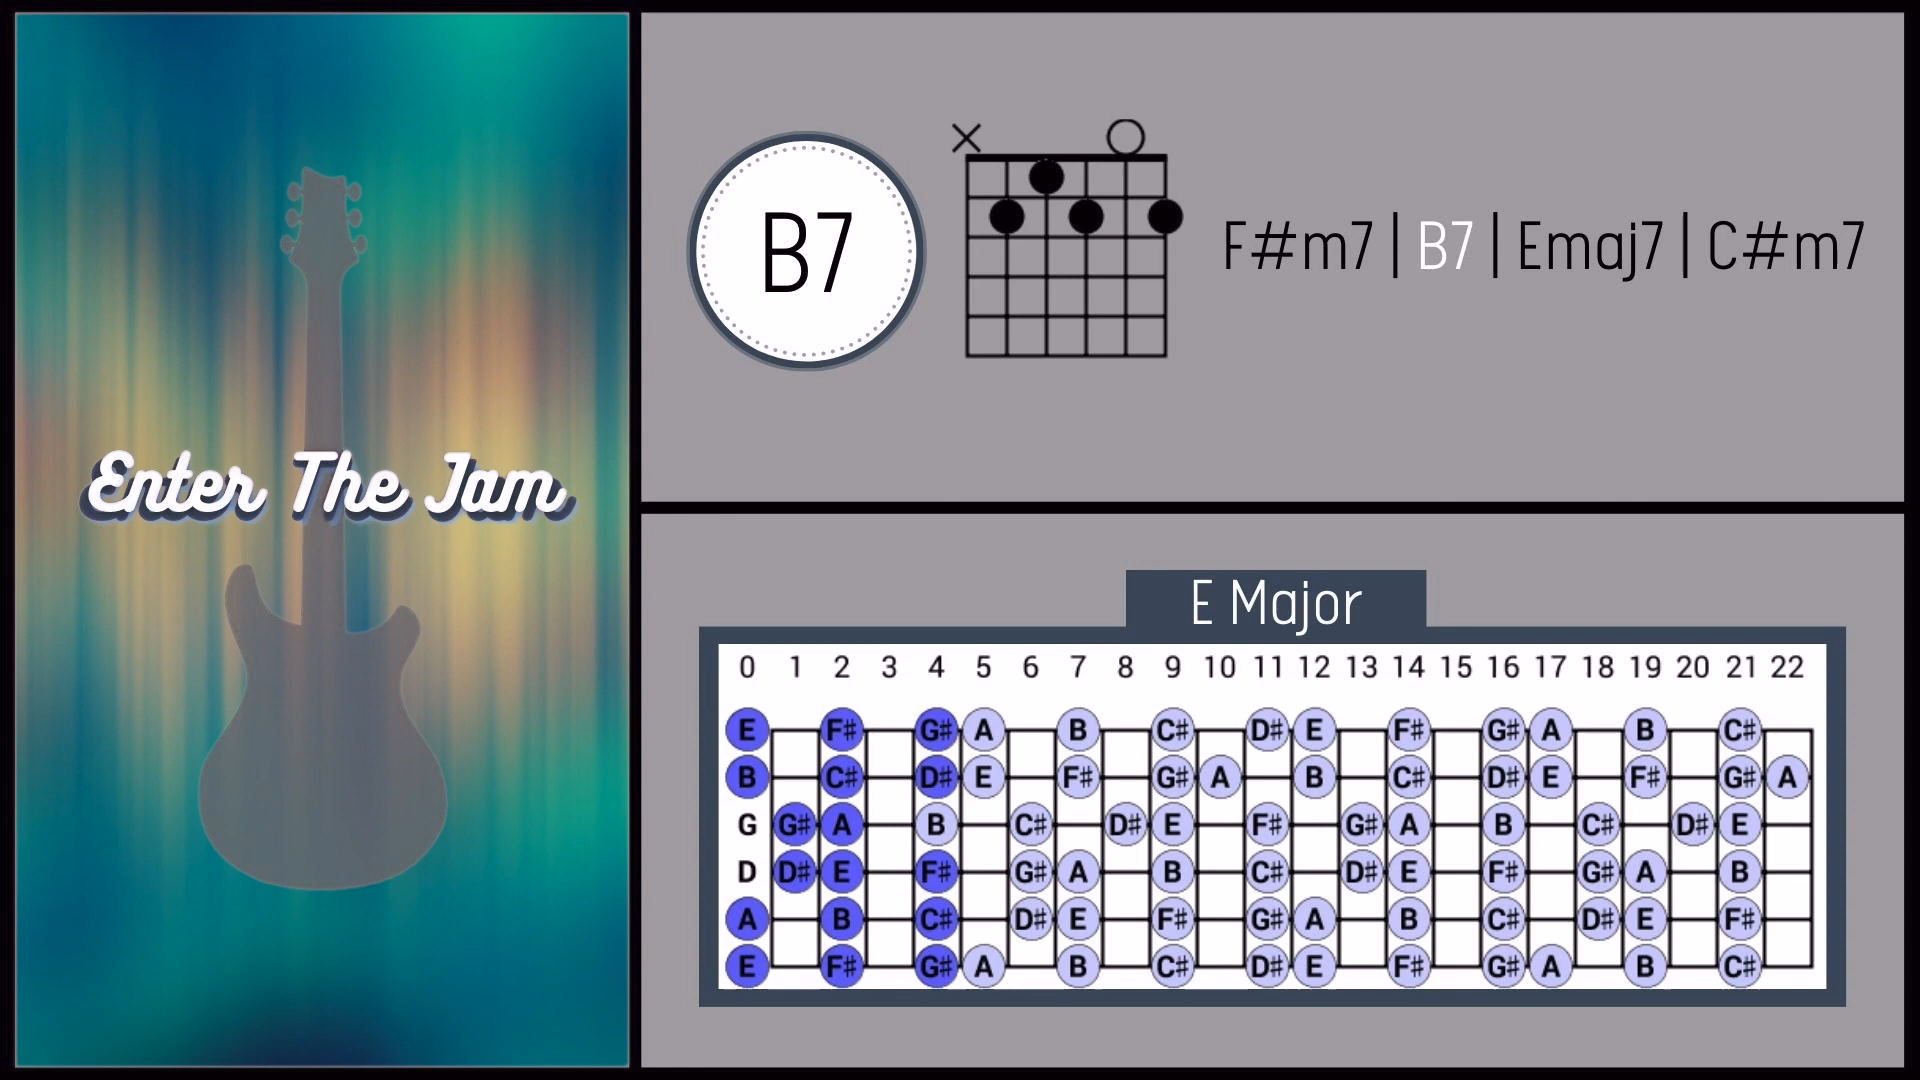 Enter The Jam
B7
F#m7 | B7 | Emaj7 | C#m7
E Major
0 1 2 3 4 5 6 7 8 9 10 11 12 13 14 15 16 17 18 19 20 21 22
E F# G# A B C# D# E F# G# A B C#
B C# D# E F# G# A B C# D# E F# G# A
G G# A B C# D# E F# G# A B C# D# E
D D# E F# G# A B C# D# E F# G# A B
A B C# D# E F# G# A B C# D# E F#
E F# G# A B C# D# E F# G# A B C#